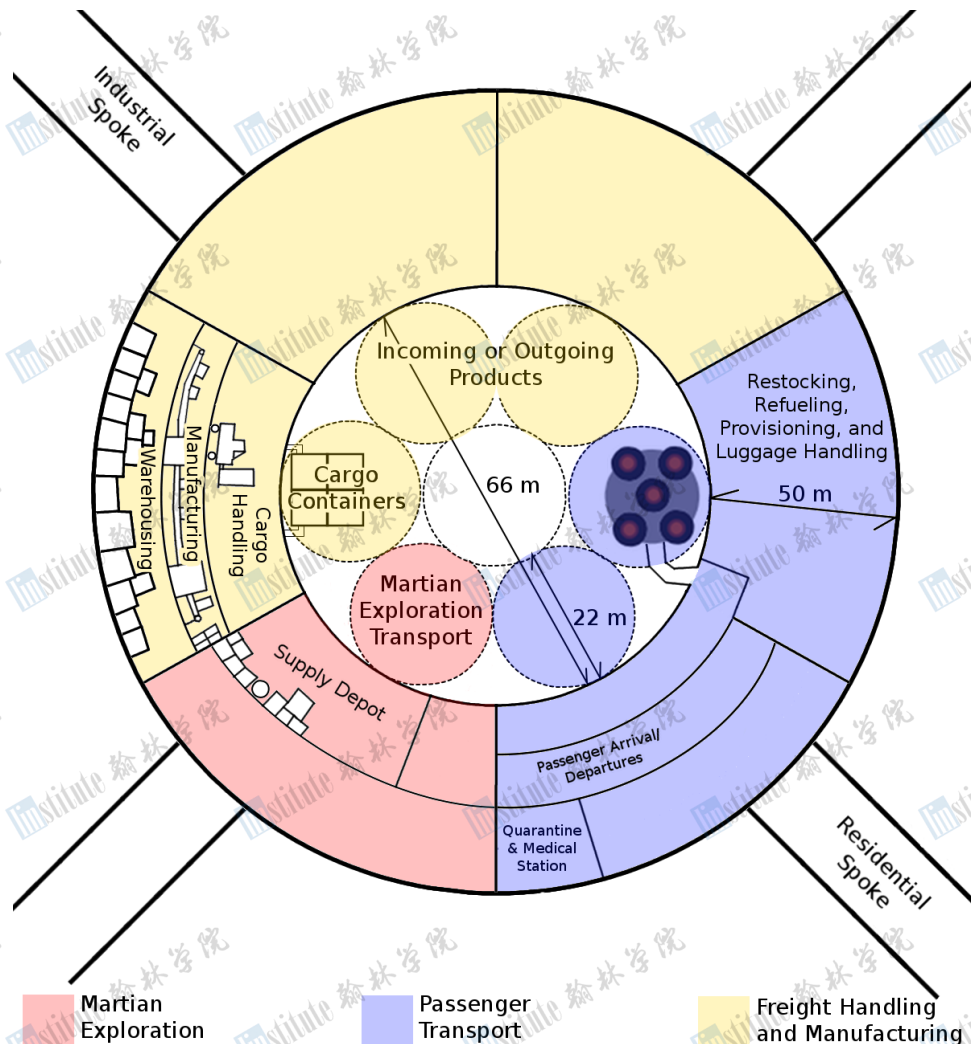 Industrial
Spoke
Incoming or Outgoing
Products
Restocking,
Refueling,
Provisioning, and
Luggage Handling
50 m
66 m
Cargo
Containers
Warehousing
Manufacturing
Cargo
Handling
Martian
Exploration
Transport
22 m
Supply Depot
Passenger Arrival/
Departures
Quarantine
& Medical
Station
Residential
Spoke
Martian
Exploration
Passenger
Transport
Freight Handling
and Manufacturing
institute 翰林学院